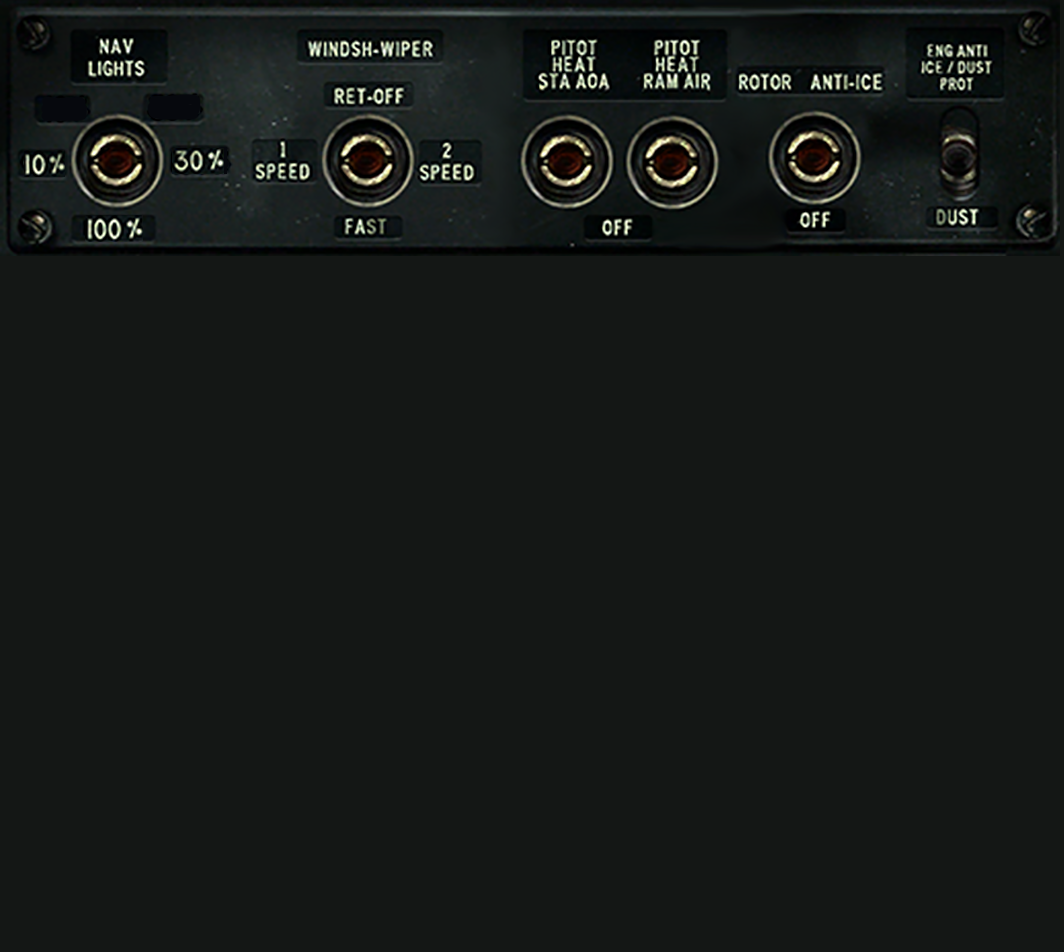 NAV
LIGHTS
10%
30%
100%
WINDSH-WIPER
RET-OFF
1
SPEED
2
SPEED
FAST
PITOT
HEAT
STA AOA
PITOT
HEAT
RAM AIR
OFF
ROTOR ANTI-ICE
OFF
ENG ANTI
ICE / DUST
PROT
DUST